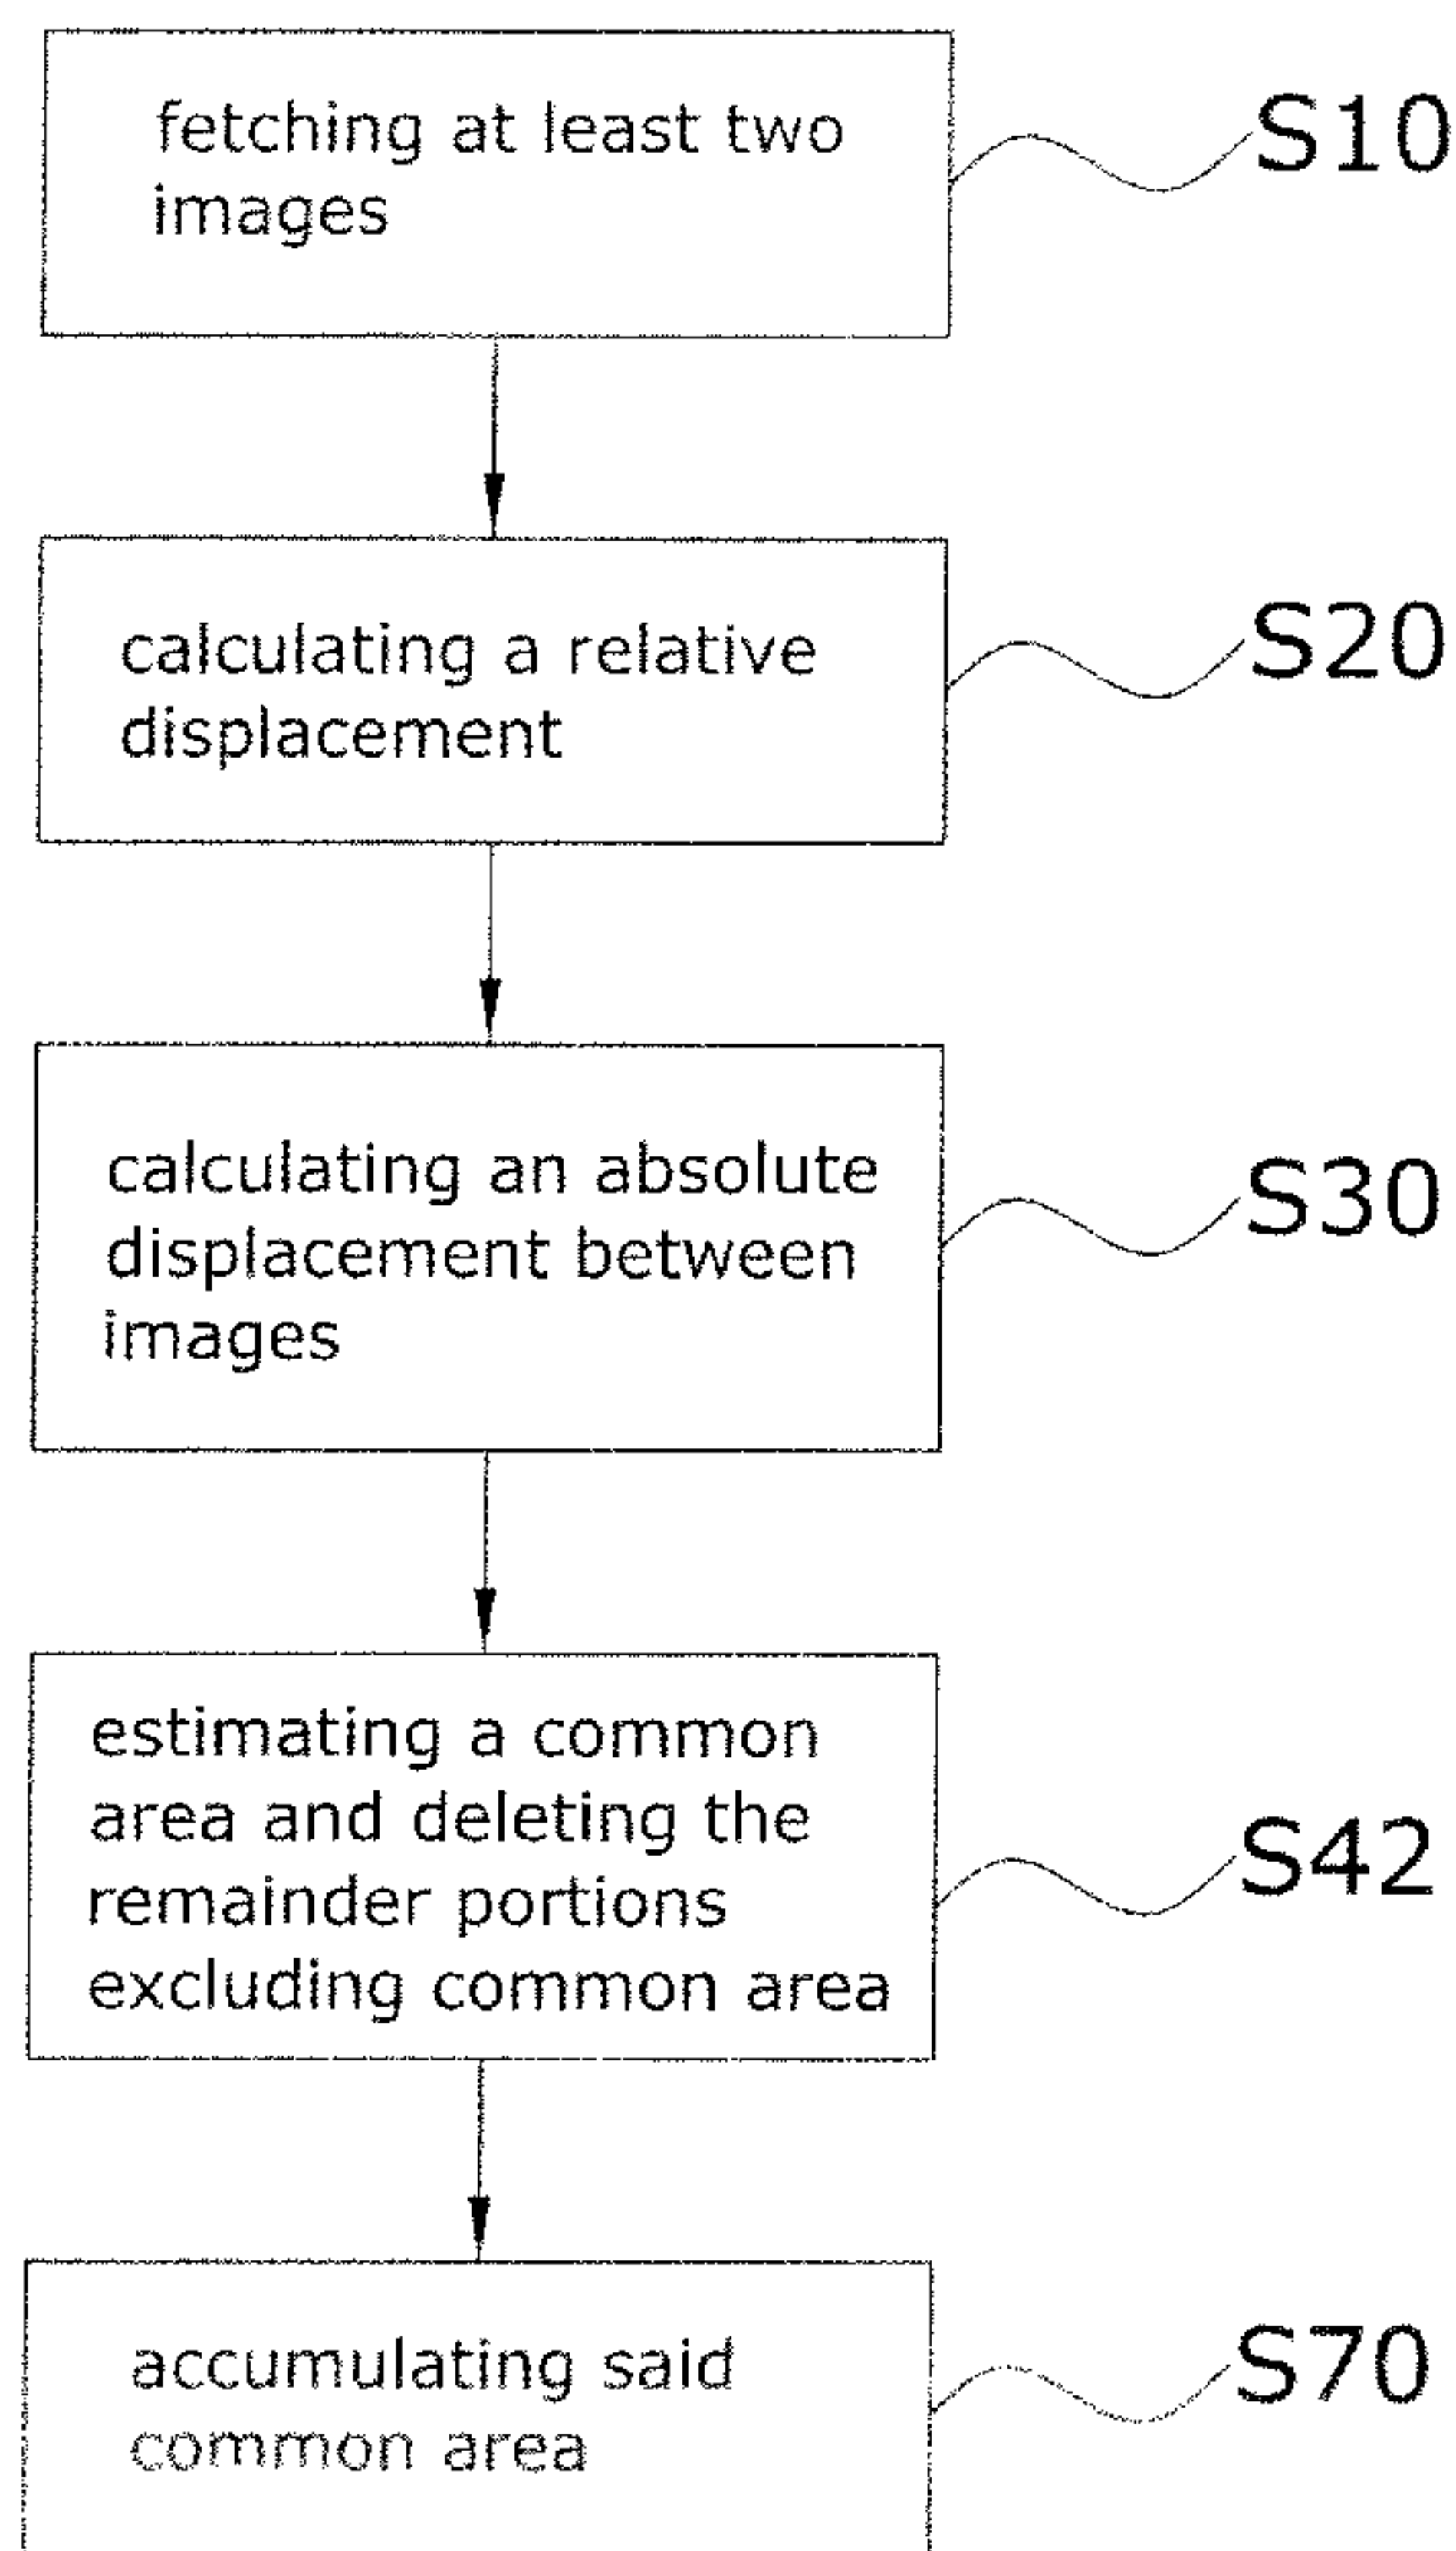 fetching at least two
images
S10
calculating a relative
displacement
S20
calculating an absolute
displacement between
images
S30
estimating a common
area and deleting the
remainder portions
excluding common area
S42
accumulating said
common area
S70